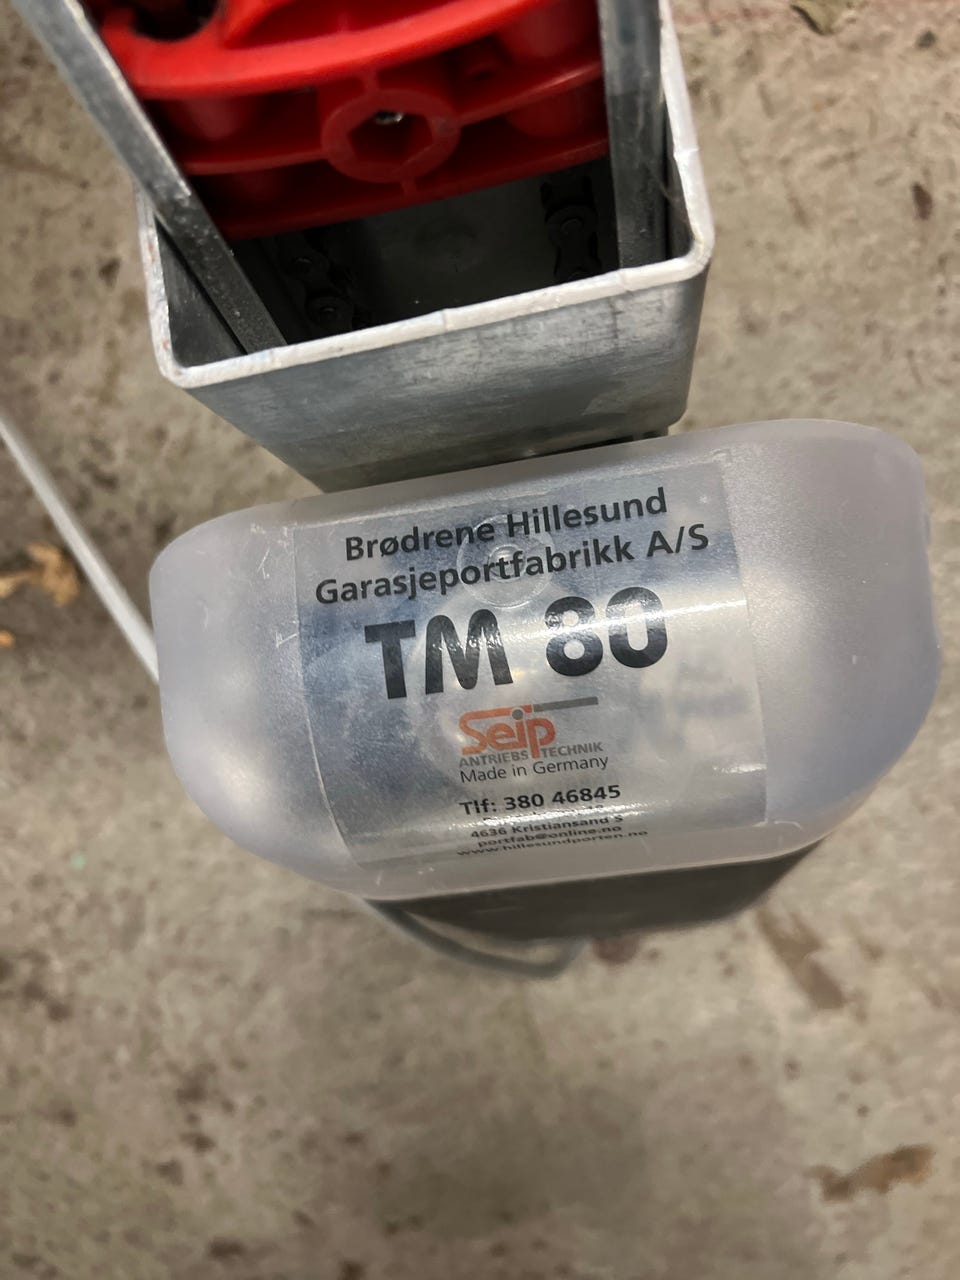 Brødrene Hillesund
Garasjeportfabrikk A/S
TM 80
Seip
ANTRIEBSTECHNIK
Made in Germany
Tlf: 380 46845
4636 Kristiansand S
portfab@online.no
www.hillesundporten.no